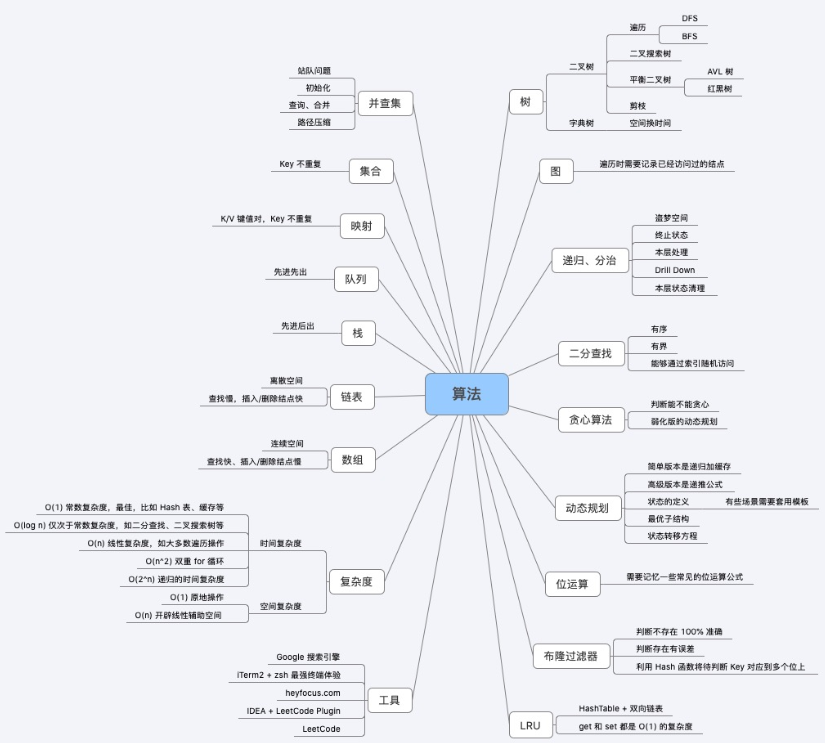 算法
树
二叉树
遍历
DFS
BFS
二叉搜索树
平衡二叉树
AVL 树
红黑树
剪枝
字典树
空间换时间
图
遍历时需要记录已经访问过的结点
递归、分治
盗梦空间
终止状态
本层处理
Drill Down
本层状态清理
二分查找
有序
有界
能够通过索引随机访问
贪心算法
判断能不能贪心
弱化版的动态规划
动态规划
简单版本是递归加缓存
高级版本是递推公式
状态的定义
有些场景需要套用模板
最优子结构
状态转移方程
位运算
需要记忆一些常见的位运算公式
布隆过滤器
判断不存在 100% 准确
判断存在有误差
利用 Hash 函数将待判断 Key 对应到多个位上
LRU
HashTable + 双向链表
get 和 set 都是 O(1) 的复杂度
并查集
站队问题
初始化
查询、合并
路径压缩
集合
Key 不重复
映射
K/V 键值对，Key 不重复
队列
先进先出
栈
先进后出
链表
离散空间
查找慢，插入/删除结点快
数组
连续空间
查找快、插入/删除结点慢
复杂度
时间复杂度
O(1) 常数复杂度，最佳，比如 Hash 表、缓存等
O(log n) 仅次于常数复杂度，如二分查找、二叉搜索树等
O(n) 线性复杂度，如大多数遍历操作
O(n^2) 双重 for 循环
O(2^n) 递归的时间复杂度
空间复杂度
O(1) 原地操作
O(n) 开辟线性辅助空间
工具
Google 搜索引擎
iTerm2 + zsh 最强终端体验
heyfocus.com
IDEA + LeetCode Plugin
LeetCode